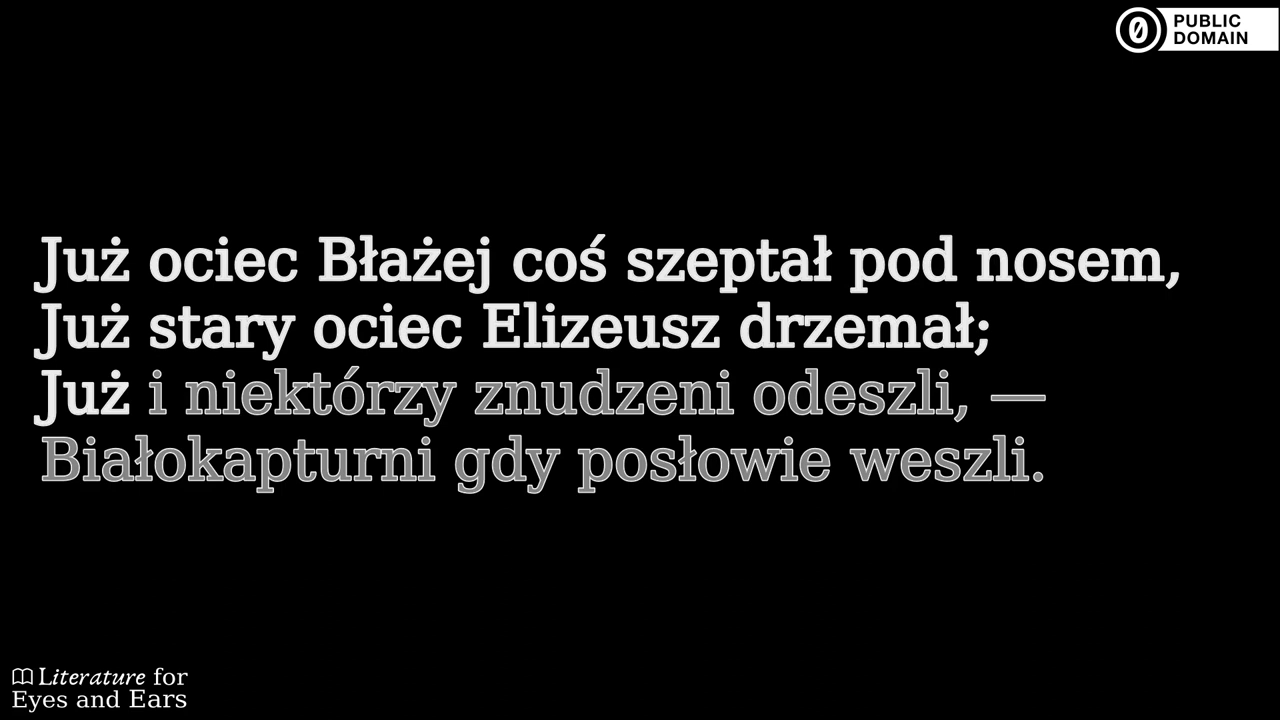 PUBLIC
DOMAIN
Już ociec Błażej coś szeptał pod nosem,
Już stary ociec Elizeusz drzemał;
Już i niektórzy znudzeni odeszli, —
Białokapturni gdy posłowie weszli.
Literature for
Eyes and Ears